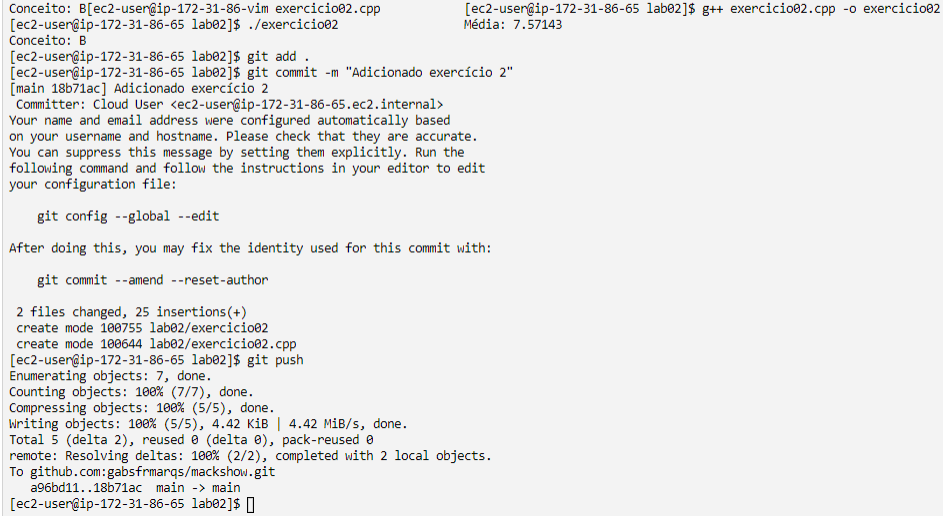 Conceito: B[ec2-user@ip-172-31-86-vim exercicio02.cpp            [ec2-user@ip-172-31-86-65 lab02]$ g++ exercicio02.cpp -o exercicio02
[ec2-user@ip-172-31-86-65 lab02]$ ./exercicio02                  Média: 7.57143
Conceito: B
[ec2-user@ip-172-31-86-65 lab02]$ git add .
[ec2-user@ip-172-31-86-65 lab02]$ git commit -m "Adicionado exercício 2"
[main 18b71ac] Adicionado exercício 2
 Committer: Cloud User <ec2-user@ip-172-31-86-65.ec2.internal>
Your name and email address were configured automatically based
on your username and hostname. Please check that they are accurate.
You can suppress this message by setting them explicitly. Run the
following command and follow the instructions in your editor to edit
your configuration file:

    git config --global --edit

After doing this, you may fix the identity used for this commit with:

    git commit --amend --reset-author

 2 files changed, 25 insertions(+)
 create mode 100755 lab02/exercicio02
 create mode 100644 lab02/exercicio02.cpp
[ec2-user@ip-172-31-86-65 lab02]$ git push
Enumerating objects: 7, done.
Counting objects: 100% (7/7), done.
Compressing objects: 100% (5/5), done.
Writing objects: 100% (5/5), 4.42 KiB | 4.42 MiB/s, done.
Total 5 (delta 2), reused 0 (delta 0), pack-reused 0
remote: Resolving deltas: 100% (2/2), completed with 2 local objects.
To github.com:gabsfrmarqs/mackshow.git
   a96bd11..18b71ac  main -> main
[ec2-user@ip-172-31-86-65 lab02]$